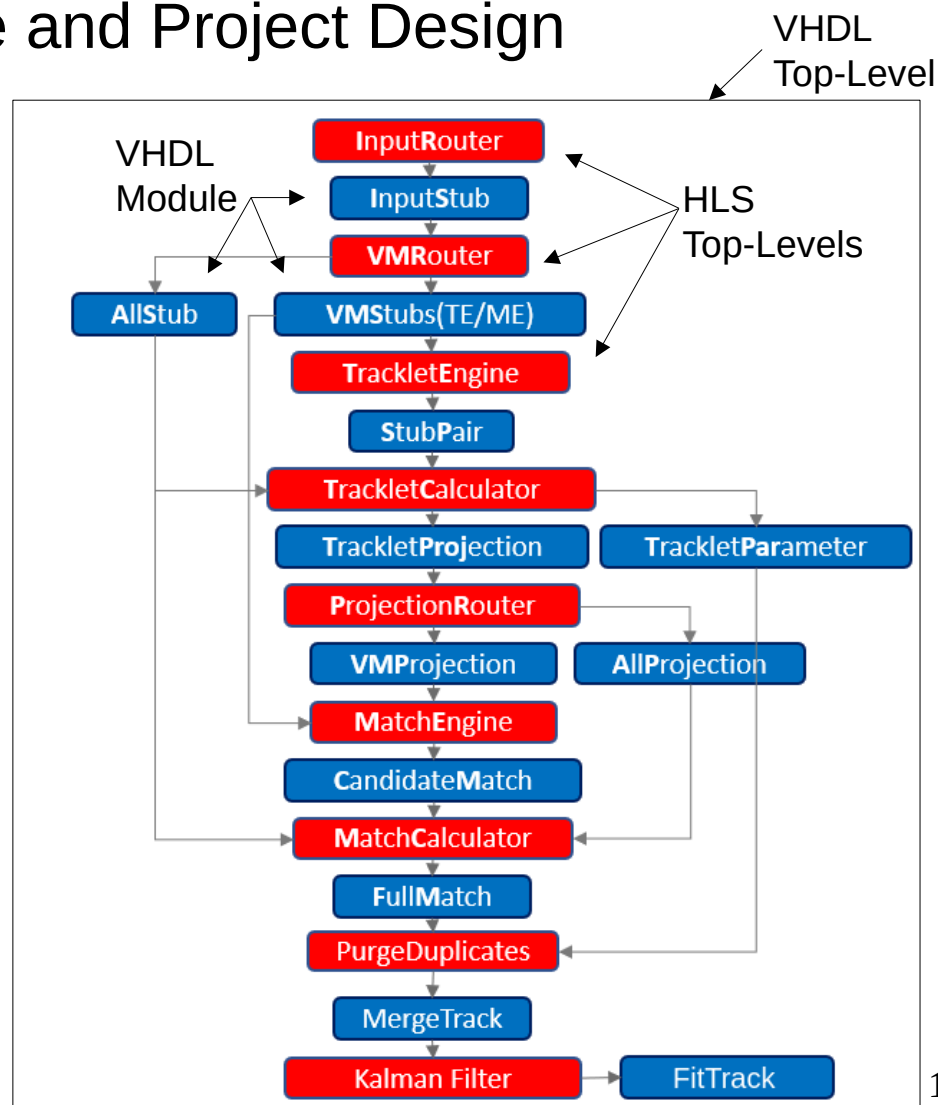 e and Project Design
VHDL
Top-Level
InputRouter
VHDL
Module
InputStub
HLS
Top-Levels
VMRouter
AllStub
VMStubs(TE/ME)
TrackletEngine
StubPair
TrackletCalculator
TrackletProjection
TrackletParameter
ProjectionRouter
VMProjection
AllProjection
MatchEngine
CandidateMatch
MatchCalculator
FullMatch
PurgeDuplicates
MergeTrack
Kalman Filter
FitTrack
1